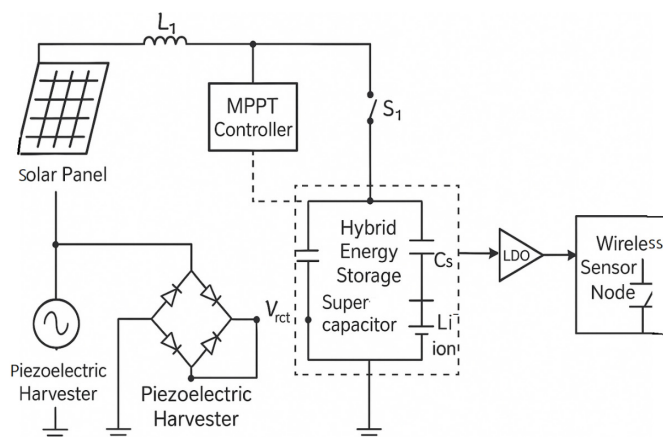 L₁
MPPT
Controller
S₁
Solar Panel
Hybrid
Energy
Storage
Cs
Super
capacitor
Li⁻
ion
LDO
Wireless
Sensor
Node
Vrct
Piezoelectric
Harvester
Piezoelectric
Harvester